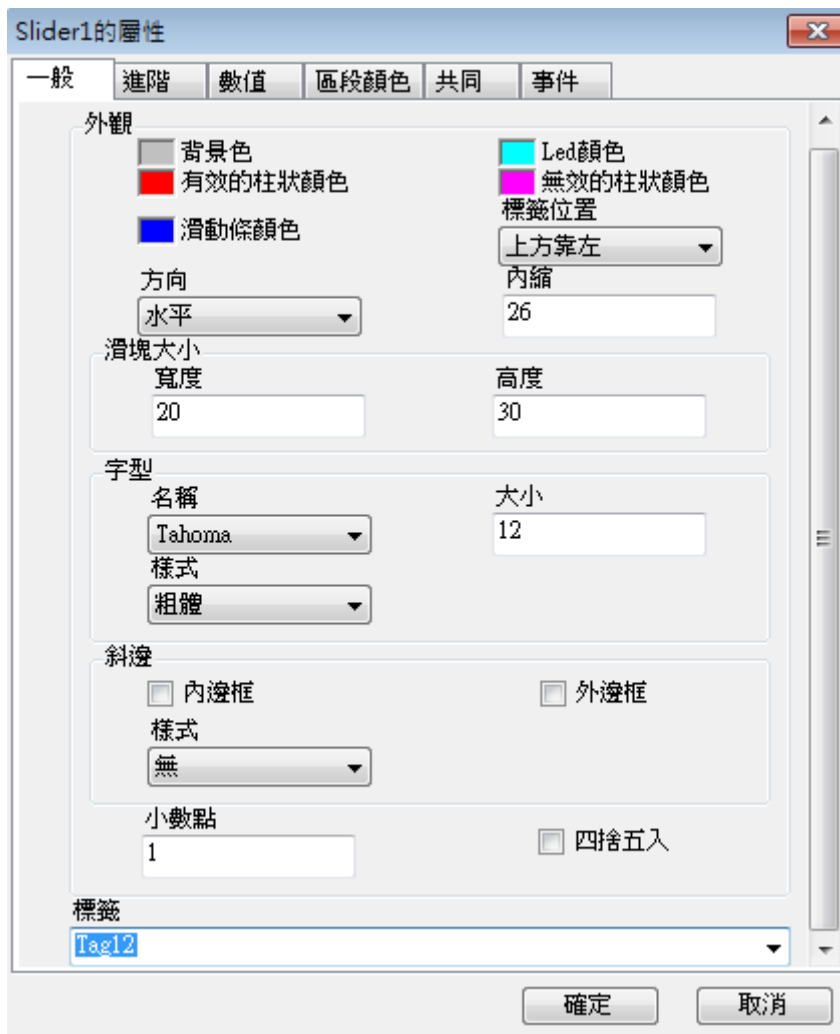 Slider1的屬性
一般 進階 數值 區段顏色 共同 事件
外觀
背景色 Led顏色
有效的柱狀顏色 無效的柱狀顏色
標籤位置
滑動條顏色
上方靠左
方向 內縮
水平 26
滑塊大小
寬度 高度
20 30
字型
名稱 大小
Tahoma 12
樣式
粗體
斜邊
內邊框 外邊框
樣式
無
小數點
1 四捨五入
標籤
Tag12
確定 取消